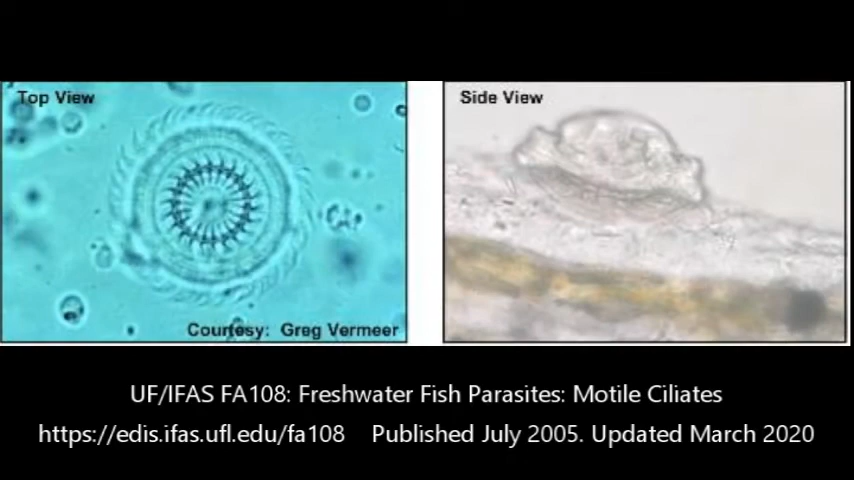 Top View
Side View
Courtesy: Greg Vermeer
UF/IFAS FA108: Freshwater Fish Parasites: Motile Ciliates
https://edis.ifas.ufl.edu/fa108 Published July 2005. Updated March 2020